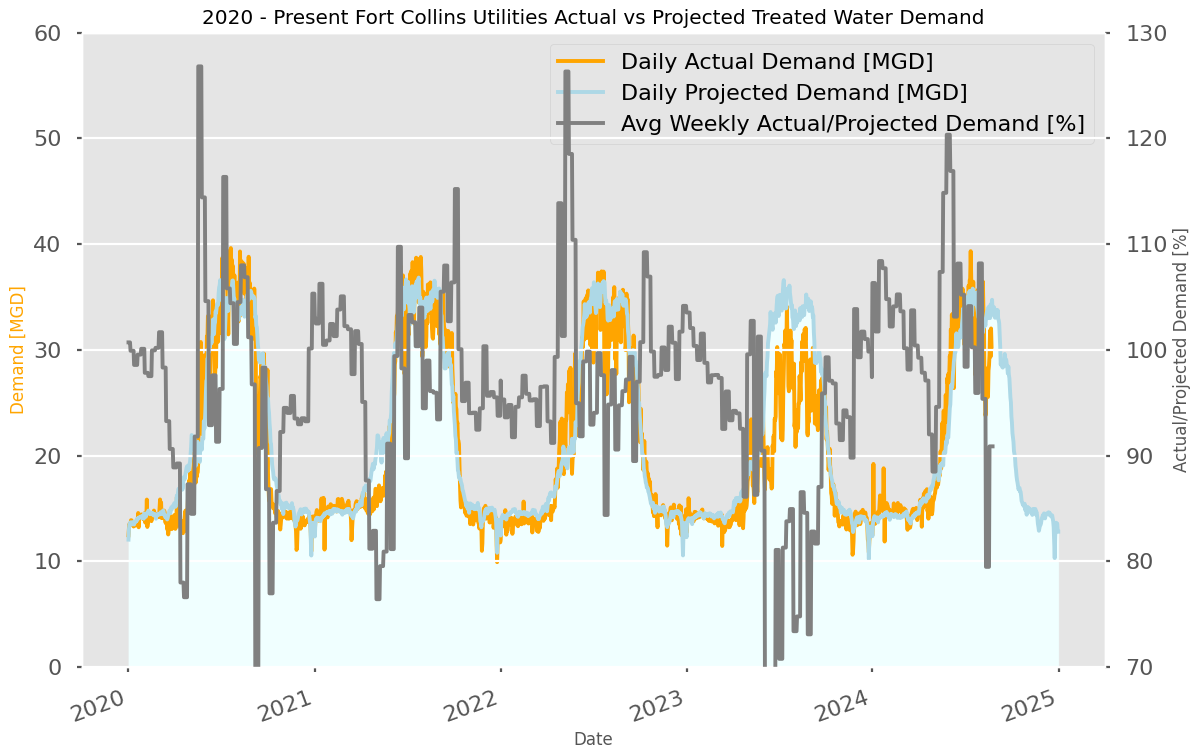 2020 - Present Fort Collins Utilities Actual vs Projected Treated Water Demand
Daily Actual Demand [MGD]
Daily Projected Demand [MGD]
Avg Weekly Actual/Projected Demand [%]
60
50
40
30
20
10
0
Demand [MGD]
130
120
110
100
90
80
70
Actual/Projected Demand [%]
2020
2021
2022
2023
2024
2025
Date